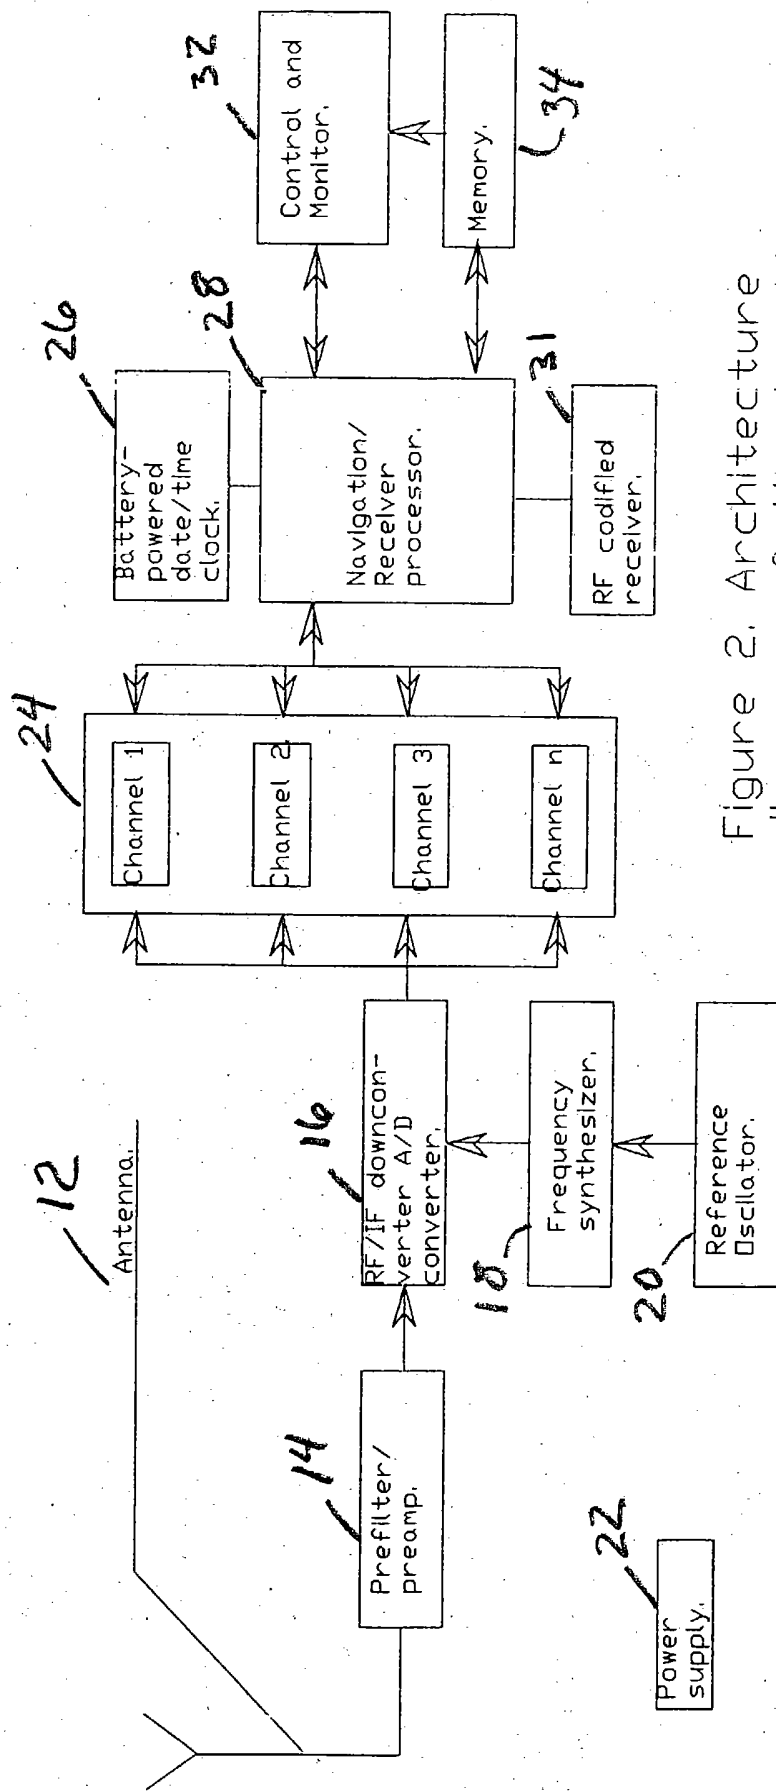 12
Antenna.
14
Prefilter/
preamp.
16
RF/IF downcon-
verter A/D
converter.
18
Frequency
synthesizer.
20
Reference
Oscilator.
22
Power
supply.
24
Channel 1
Channel 2
Channel 3
Channel n
26
Battery-
powered
date/time
clock.
28
Navigation/
Receiver
processor.
31
RF codified
receiver.
32
Control and
Monitor.
34
Memory.
Figure 2. Architecture